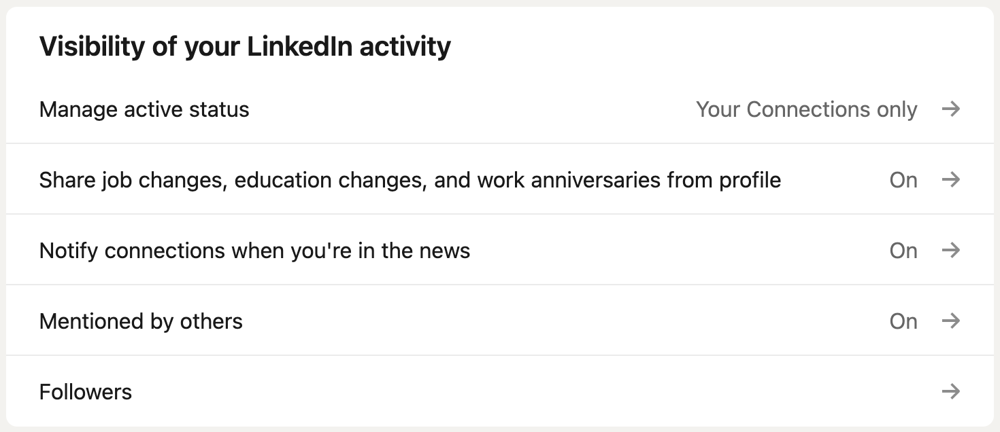 Visibility of your LinkedIn activity
Manage active status Your Connections only
Share job changes, education changes, and work anniversaries from profile On
Notify connections when you're in the news On
Mentioned by others On
Followers